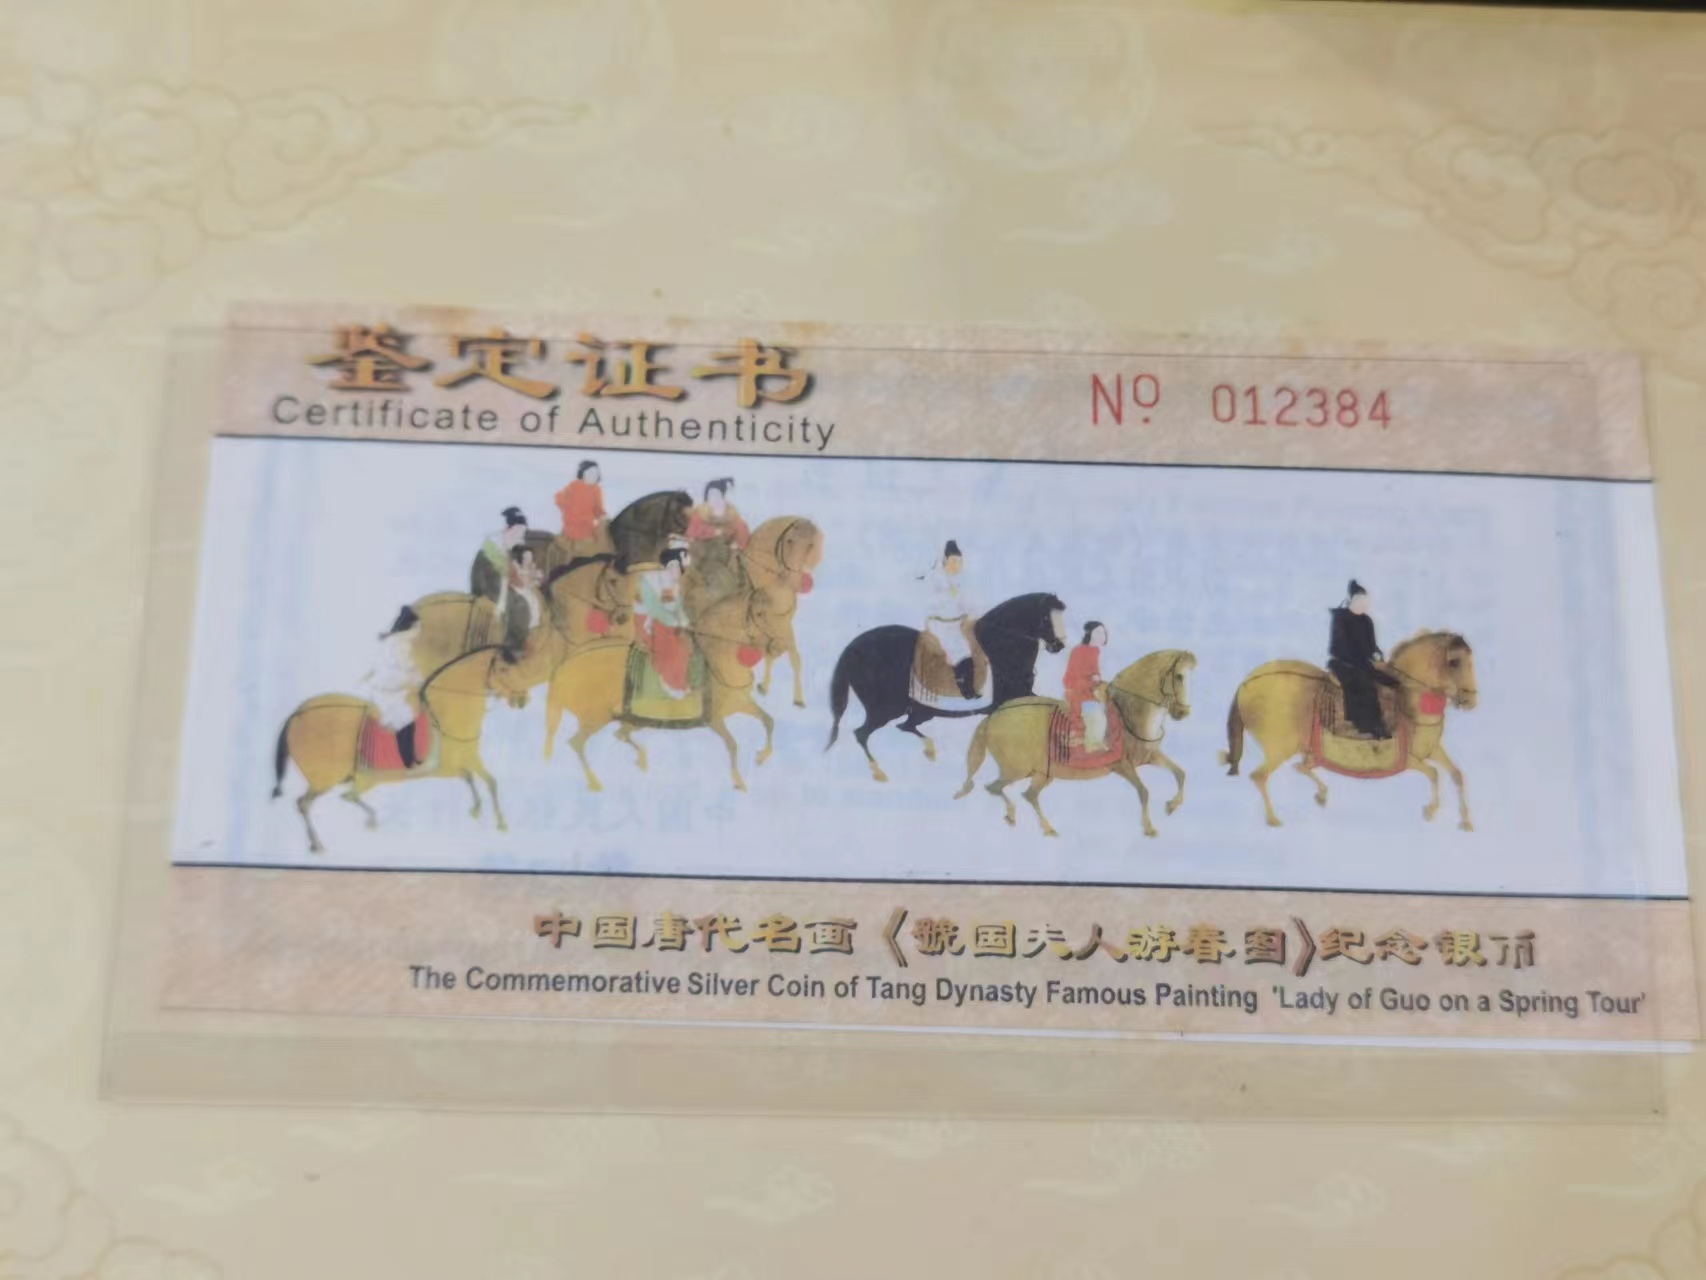 鉴定证书
Certificate of Authenticity
Nº 012384
中国唐代名画《虢国夫人游春图》纪念银币
The Commemorative Silver Coin of Tang Dynasty Famous Painting 'Lady of Guo on a Spring Tour'